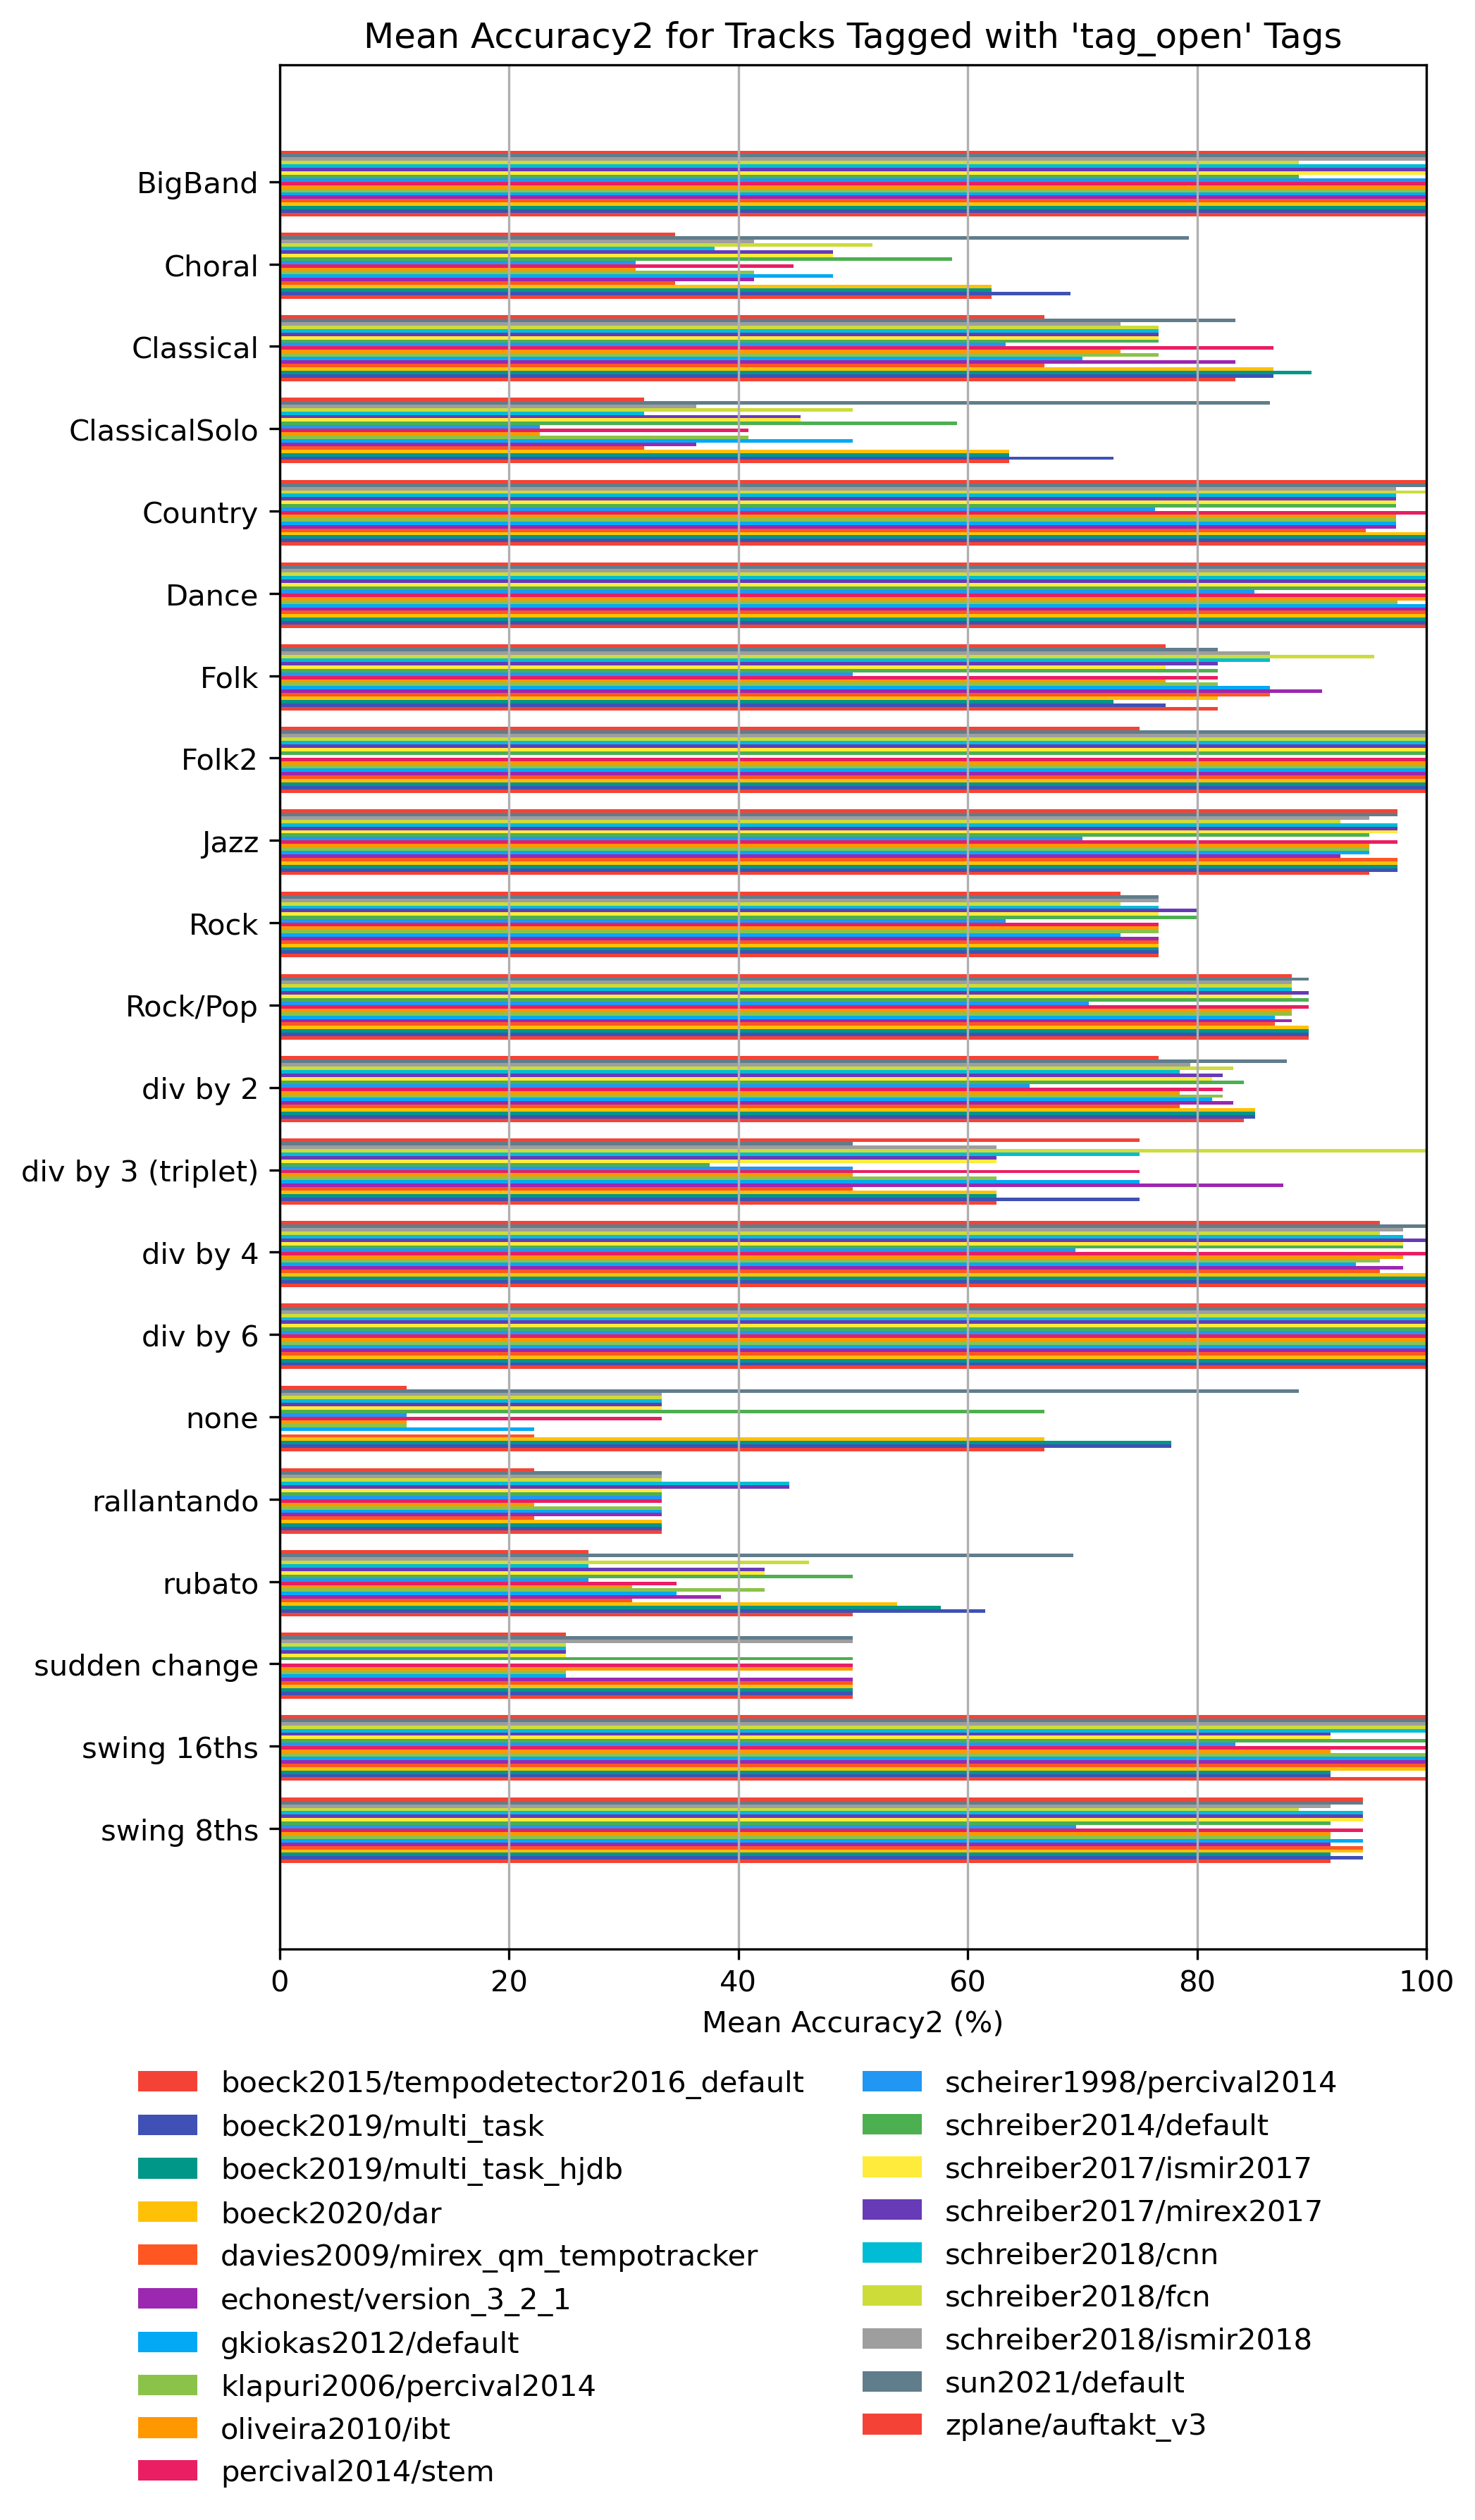 Mean Accuracy2 for Tracks Tagged with 'tag_open' Tags
BigBand
Choral
Classical
ClassicalSolo
Country
Dance
Folk
Folk2
Jazz
Rock
Rock/Pop
div by 2
div by 3 (triplet)
div by 4
div by 6
none
rallantando
rubato
sudden change
swing 16ths
swing 8ths
0 20 40 60 80 100
Mean Accuracy2 (%)
boeck2015/tempodetector2016_default
boeck2019/multi_task
boeck2019/multi_task_hjdb
boeck2020/dar
davies2009/mirex_qm_tempotracker
echonest/version_3_2_1
gkiokas2012/default
klapuri2006/percival2014
oliveira2010/ibt
percival2014/stem
scheirer1998/percival2014
schreiber2014/default
schreiber2017/ismir2017
schreiber2017/mirex2017
schreiber2018/cnn
schreiber2018/fcn
schreiber2018/ismir2018
sun2021/default
zplane/auftakt_v3